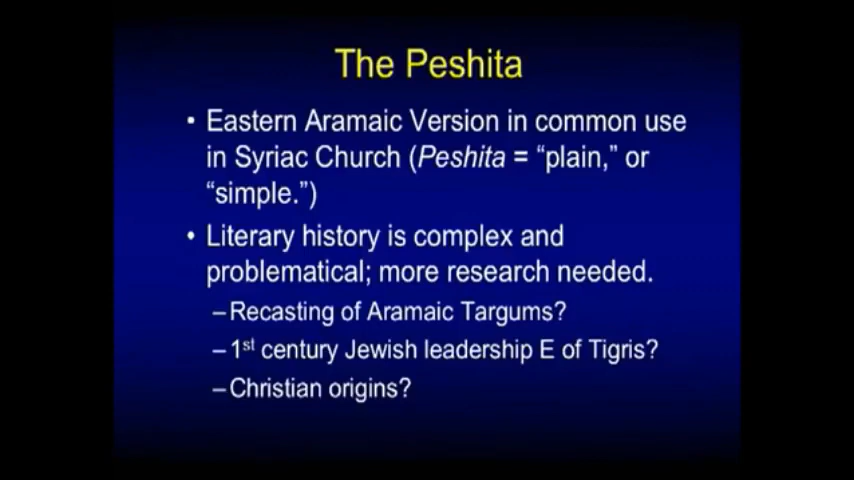 The Peshita
• Eastern Aramaic Version in common use
in Syriac Church (Peshita = “plain,” or
“simple.”)
• Literary history is complex and
problematical; more research needed.
–Recasting of Aramaic Targums?
–1st century Jewish leadership E of Tigris?
–Christian origins?